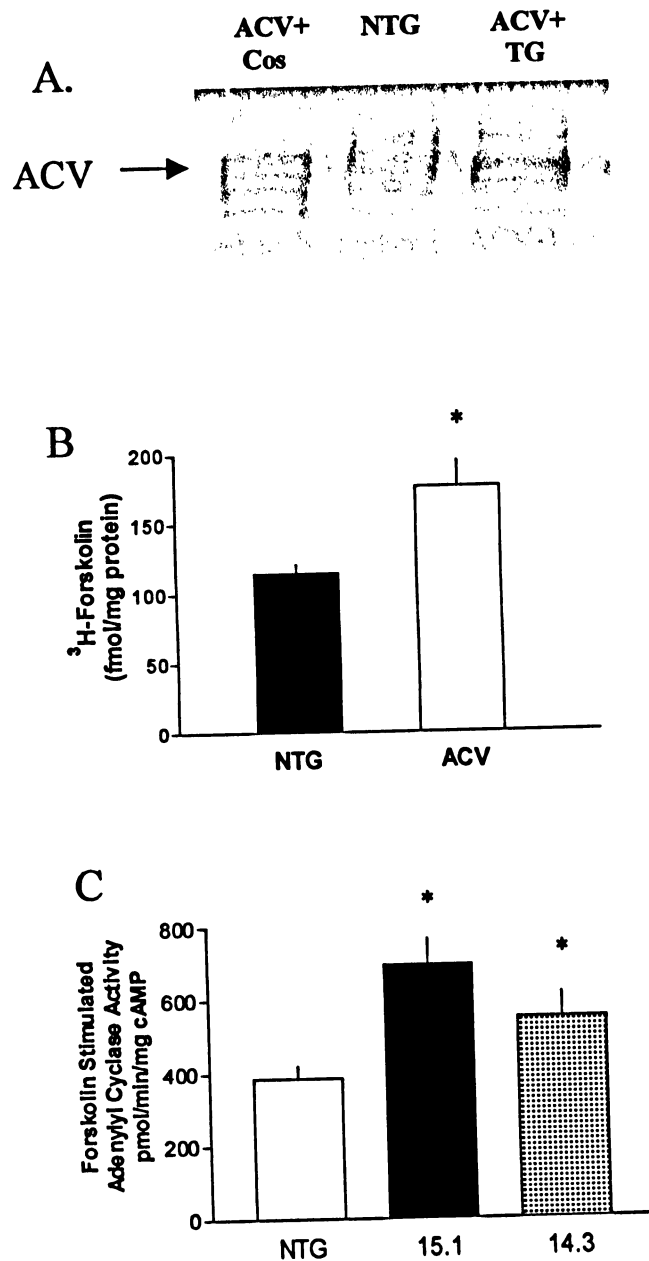 A.
ACV+
Cos
NTG
ACV+
TG
ACV
B
*
200
150
100
50
0
³H-Forskolin
(fmol/mg protein)
NTG
ACV
C
*
*
800
600
400
200
0
Forskolin Stimulated
Adenylyl Cyclase Activity
pmol/min/mg cAMP
NTG
15.1
14.3